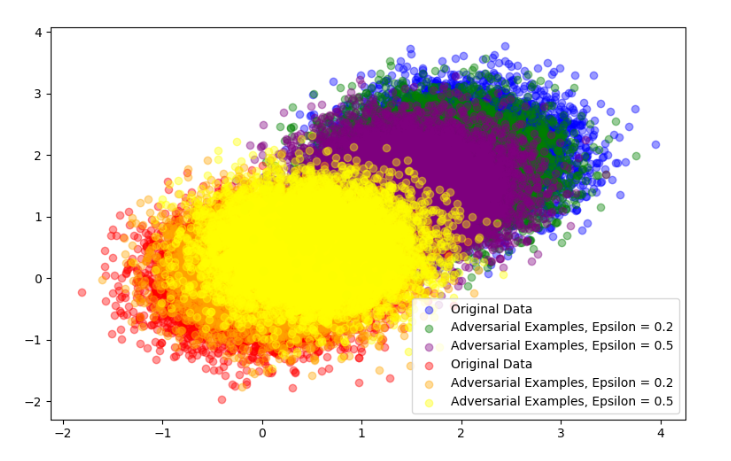 4
3
2
1
0
−1
−2
−2
−1
0
1
2
3
4
Original Data
Adversarial Examples, Epsilon = 0.2
Adversarial Examples, Epsilon = 0.5
Original Data
Adversarial Examples, Epsilon = 0.2
Adversarial Examples, Epsilon = 0.5